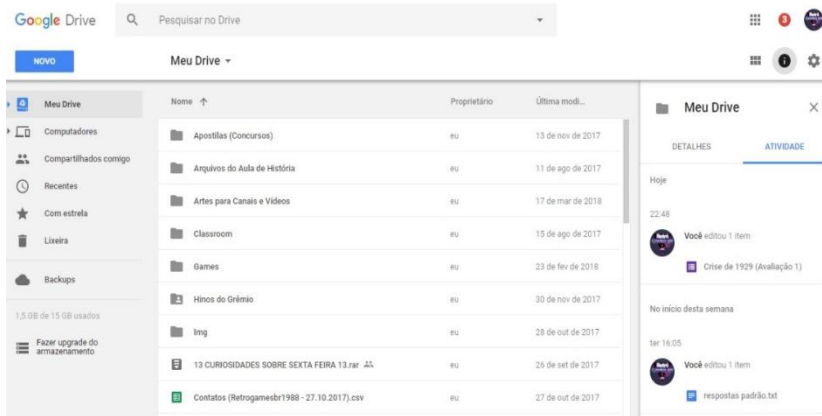 Google Drive
Pesquisar no Drive
3
NOVO
Meu Drive
Meu Drive
Computadores
Compartilhados comigo
Recentes
Com estrela
Lixeira
Backups
1,5 GB de 15 GB usados
Fazer upgrade do
armazenamento
Nome Proprietário Última modi...
Apostilas (Concursos) eu 13 de nov de 2017
Arquivos do Aula de História eu 11 de ago de 2017
Artes para Canais e Vídeos eu 17 de mar de 2018
Classroom eu 15 de ago de 2017
Games eu 23 de fev de 2018
Hinos do Grêmio eu 30 de nov de 2017
Img eu 28 de out de 2017
13 CURIOSIDADES SOBRE SEXTA FEIRA 13.rar eu 26 de set de 2017
Contatos (Retrogamesbr1988 - 27.10.2017).csv eu 27 de out de 2017
Meu Drive
DETALHES ATIVIDADE
Hoje
22:48
Você editou 1 item
Crise de 1929 (Avaliação 1)
No início desta semana
ter 16:05
Você editou 1 item
respostas padrão.txt